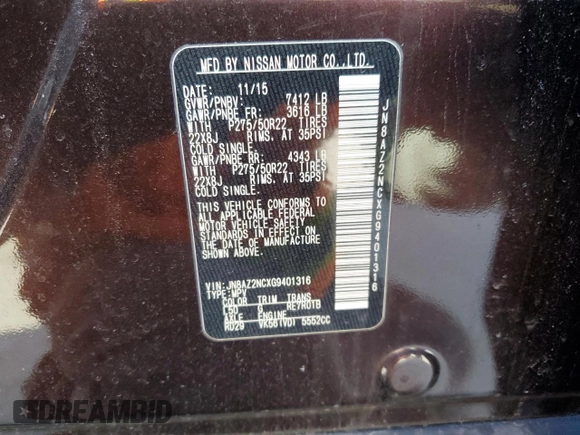 MFD BY NISSAN MOTOR CO.,LTD.
DATE: 11/15
GVWR/PNBV: 7412 LB
GAWR/PNBE FR: 3616 LB
WITH P275/50R22 TIRES
22X8J RIMS, AT 35PSI
COLD SINGLE.
GAWR/PNBE RR: 4343 LB
WITH P275/50R22 TIRES
22X8J RIMS, AT 35PSI
COLD SINGLE.
THIS VEHICLE CONFORMS TO
ALL APPLICABLE FEDERAL
MOTOR VEHICLE SAFETY
STANDARDS IN EFFECT ON
THE DATE OF MANUFACTURE
SHOWN ABOVE.
VIN: JN8AZ2NCXG9401316
TYPE: MPV
COLOR TRIM TRANS
L50 G RE7R01B
AXLE ENGINE
RD29 VK56(VD) 5552CC
JN8AZ2NCXG9401316
DREAMBID